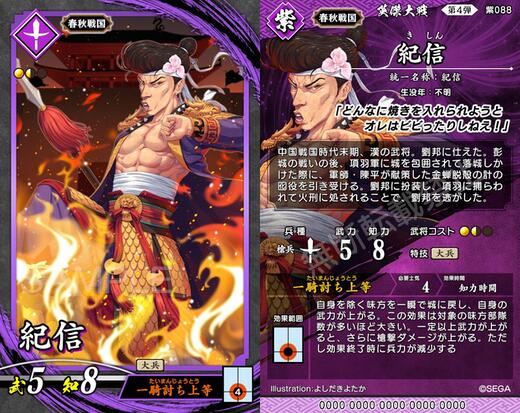 春秋戦国
紀信
大兵
武5 知8
たいまんじょうとう
一騎討ち上等
4
紫
春秋戦国
英傑大戦
第4弾
紫088
きしん
紀信
統一名称:紀信
生没年:不明
「どんなに焼きを入れられようと
オレはビビったりしねえ!」
中国戦国時代末期、漢の武将。劉邦に仕えた。彭
城の戦いの後、項羽軍に城を包囲されて落城しか
けた際に、軍師・陳平が献策した金蝉脱殻の計の
囮役を引き受ける。劉邦に扮装し、項羽に捕らわれ
て火刑に処されることで、劉邦を逃がした。
兵種
武力
知力
武将コスト
槍兵
5
8
特技
大兵
たいまんじょうとう
一騎討ち上等
必要士気
4
効果時間
知力時間
効果範囲
自身を除く味方を一瞬で城に戻し、自身の
武力が上がる。この効果は対象の味方部隊
数が多いほど大きい。一定以上武力が上が
ると、さらに槍撃ダメージが上がる。ただ
し効果終了時に兵力が減少する
Illustration:よしだきよたか
©SEGA
0000 0000 0000 0000 0000